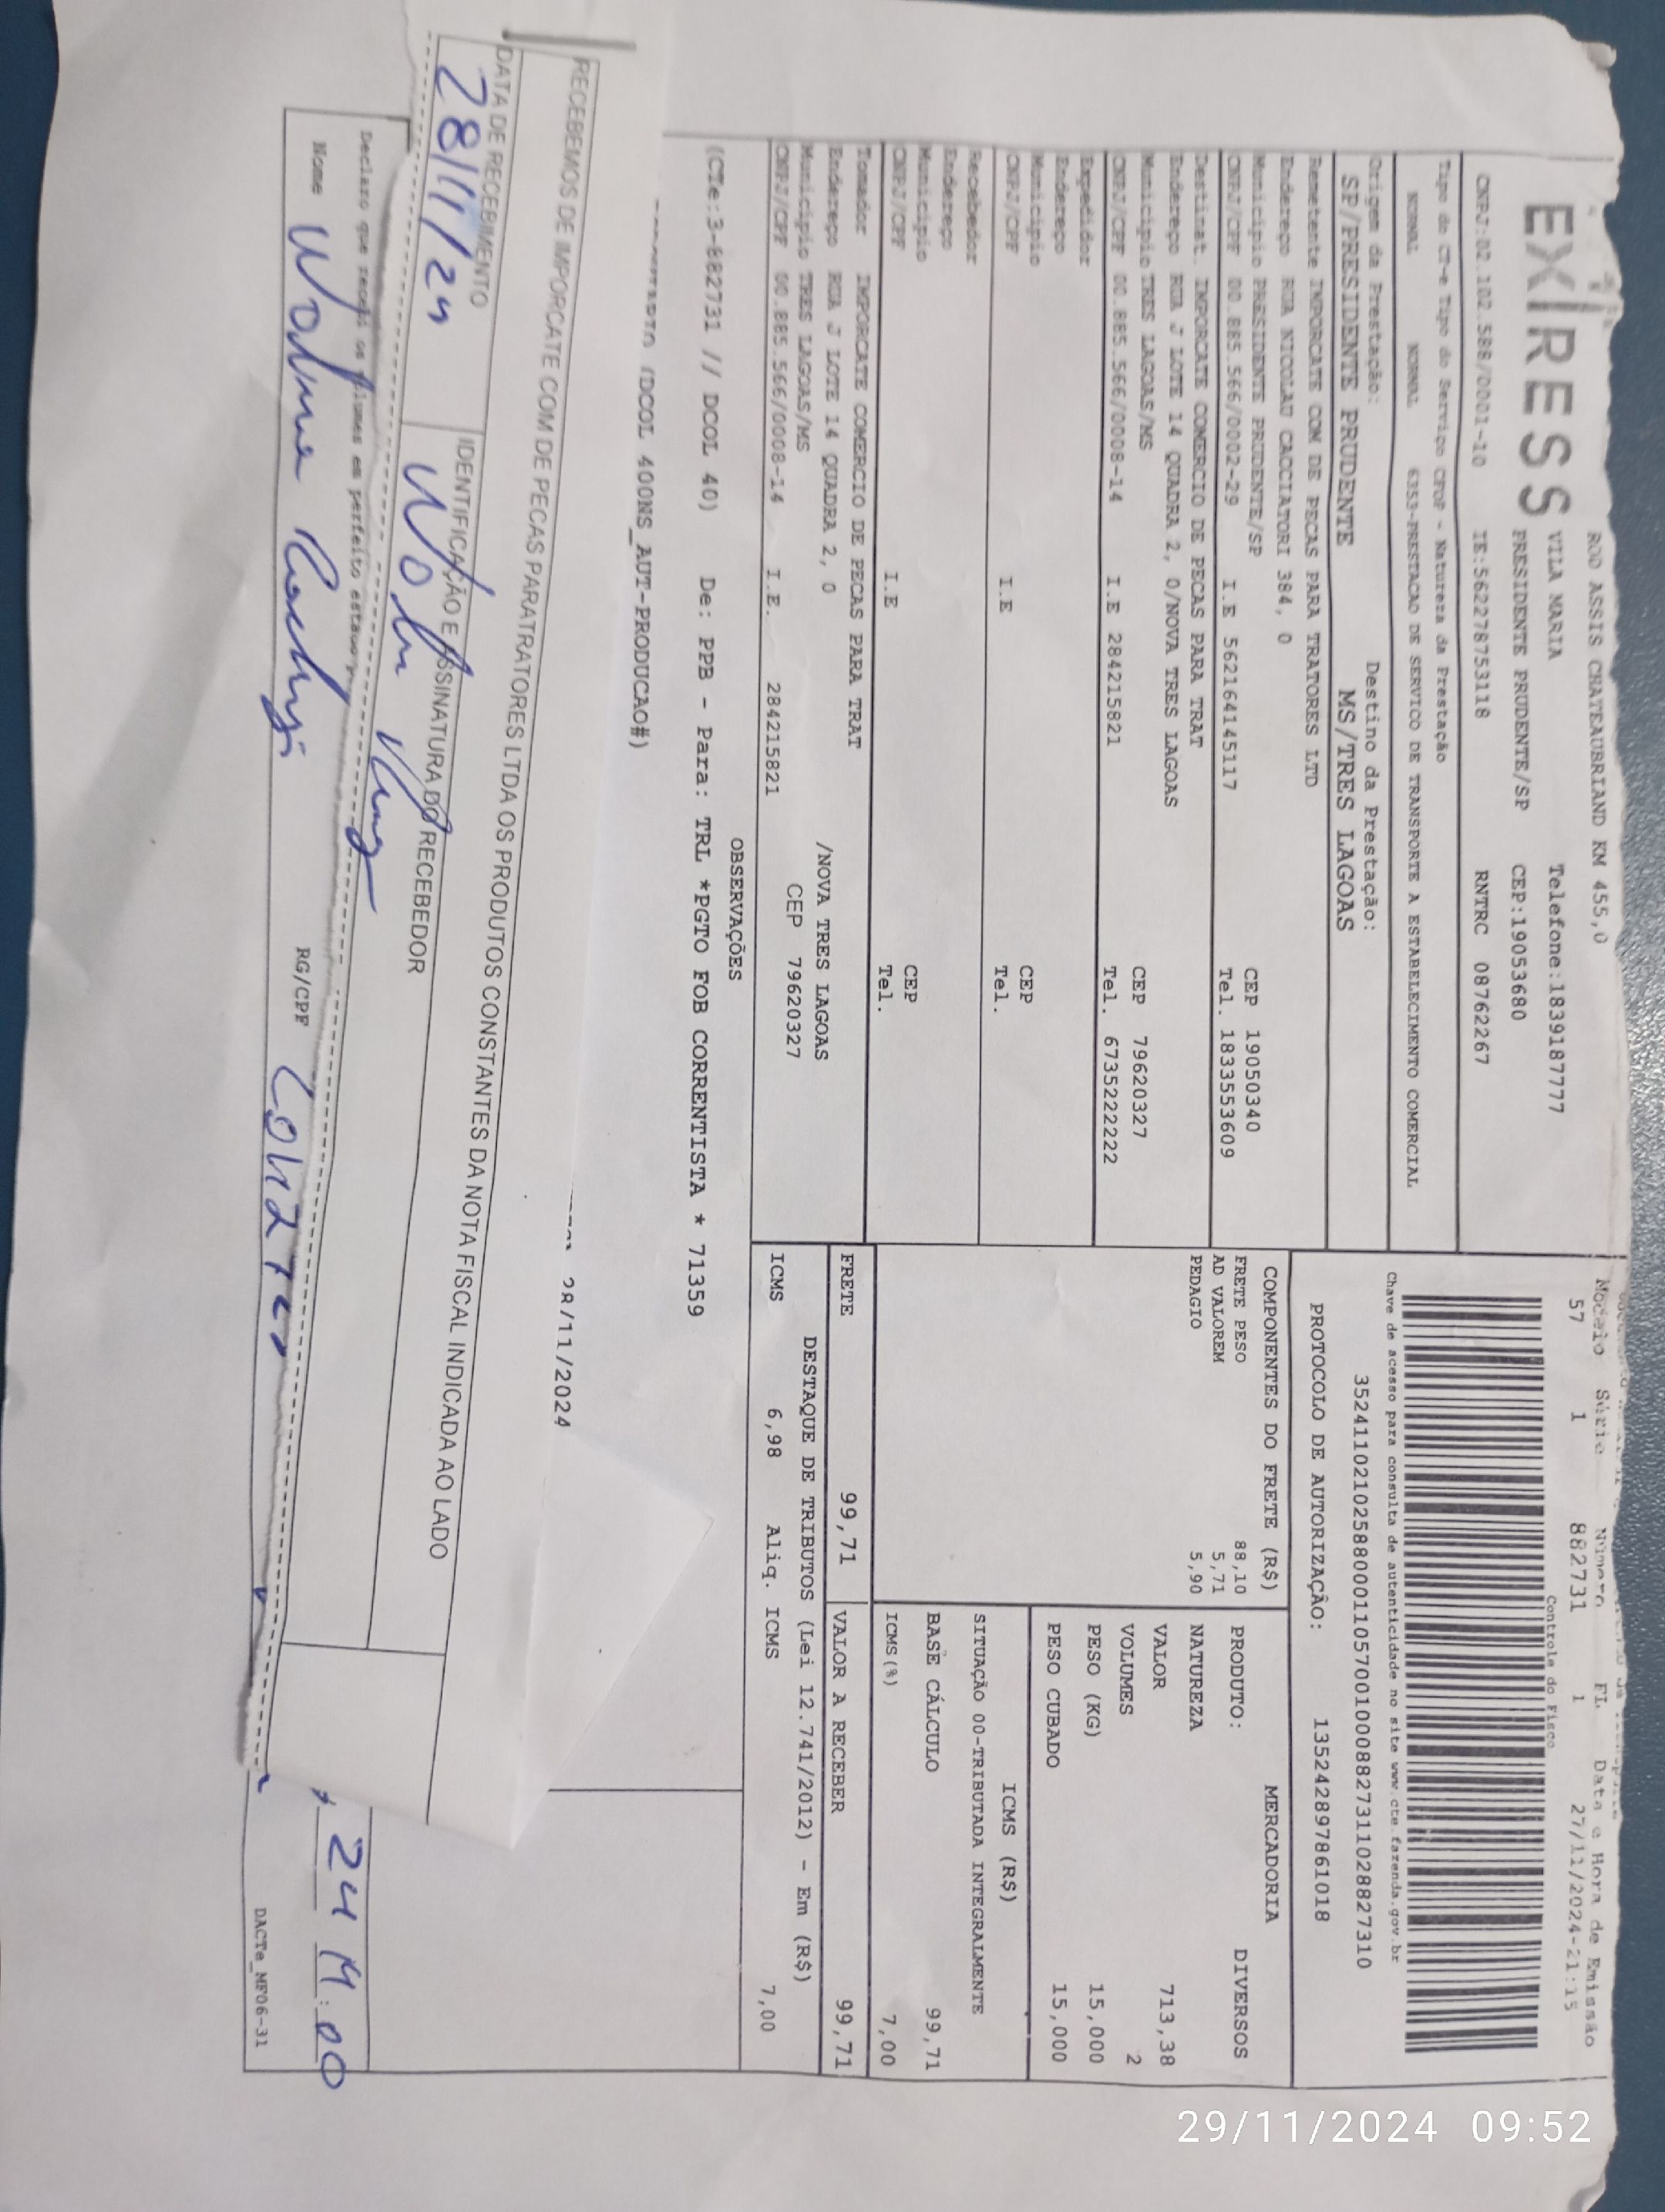 EXPRESS
ROD ASSIS CHATEAUBRIAND KM 455,0
VILA MARIA Telefone:1839187777
PRESIDENTE PRUDENTE/SP CEP:19053680
CNPJ:02.102.588/0001-10 IE:562278753118 RNTRC 08762267
Modelo Série Número FL Data e Hora de Emissão
57 1 882731 1 27/11/2024-21:15
Controle do Fisco
Tipo do CT-e Tipo do Serviço CFOP - Natureza da Prestação
NORMAL NORMAL 6353-PRESTACAO DE SERVICO DE TRANSPORTE A ESTABELECIMENTO COMERCIAL
Chave de acesso para consulta de autenticidade no site www.cte.fazenda.gov.br
35241102102588000110570010008827311028827310
PROTOCOLO DE AUTORIZAÇÃO: 135242897861018
Origem da Prestação: Destino da Prestação:
SP/PRESIDENTE PRUDENTE MS/TRES LAGOAS
Remetente IMPORCATE COM DE PECAS PARA TRATORES LTD
Endereço RUA NICOLAU CACCIATORI 384, 0
Município PRESIDENTE PRUDENTE/SP CEP 19050340
CNPJ/CPF 00.885.566/0002-29 I.E 562164145117 Tel. 1833553609
Destinat. IMPORCATE COMERCIO DE PECAS PARA TRAT
Endereço RUA J LOTE 14 QUADRA 2, 0/NOVA TRES LAGOAS
Município TRES LAGOAS/MS CEP 79620327
CNPJ/CPF 00.885.566/0008-14 I.E 284215821 Tel. 6735222222
Expedidor
Endereço
Município CEP
CNPJ/CPF I.E Tel.
Recebedor
Endereço
Município CEP
CNPJ/CPF I.E Tel.
Tomador IMPORCATE COMERCIO DE PECAS PARA TRAT
Endereço RUA J LOTE 14 QUADRA 2, 0 /NOVA TRES LAGOAS
Município TRES LAGOAS/MS CEP 79620327
CNPJ/CPF 00.885.566/0008-14 I.E. 284215821
COMPONENTES DO FRETE (R$)
FRETE PESO 88,10
AD VALOREM 5,71
PEDAGIO 5,90
MERCADORIA
PRODUTO: DIVERSOS
NATUREZA
VALOR 713,38
VOLUMES 2
PESO (KG) 15,000
PESO CUBADO 15,000
ICMS (R$)
SITUAÇÃO 00-TRIBUTADA INTEGRALMENTE
BASE CÁLCULO 99,71
ICMS(%) 7,00
FRETE 99,71 VALOR A RECEBER 99,71
DESTAQUE DE TRIBUTOS (Lei 12.741/2012) - Em (R$)
ICMS 6,98 Aliq. ICMS 7,00
OBSERVAÇÕES
(CTe:3-882731 // DCOL 40) De: PPB - Para: TRL *PGTO FOB CORRENTISTA * 71359
(DCOL 400NS_AUT-PRODUCAO#)
28/11/2024
RECEBEMOS DE IMPORCATE COM DE PECAS PARATRATORES LTDA OS PRODUTOS CONSTANTES DA NOTA FISCAL INDICADA AO LADO
DATA DE RECEBIMENTO IDENTIFICAÇÃO E ASSINATURA DO RECEBEDOR
28/11/24
Declaro que recebi os volumes em perfeito estado
Nome RG/CPF
24 14:00
DACTe_MF06-31
29/11/2024 09:52